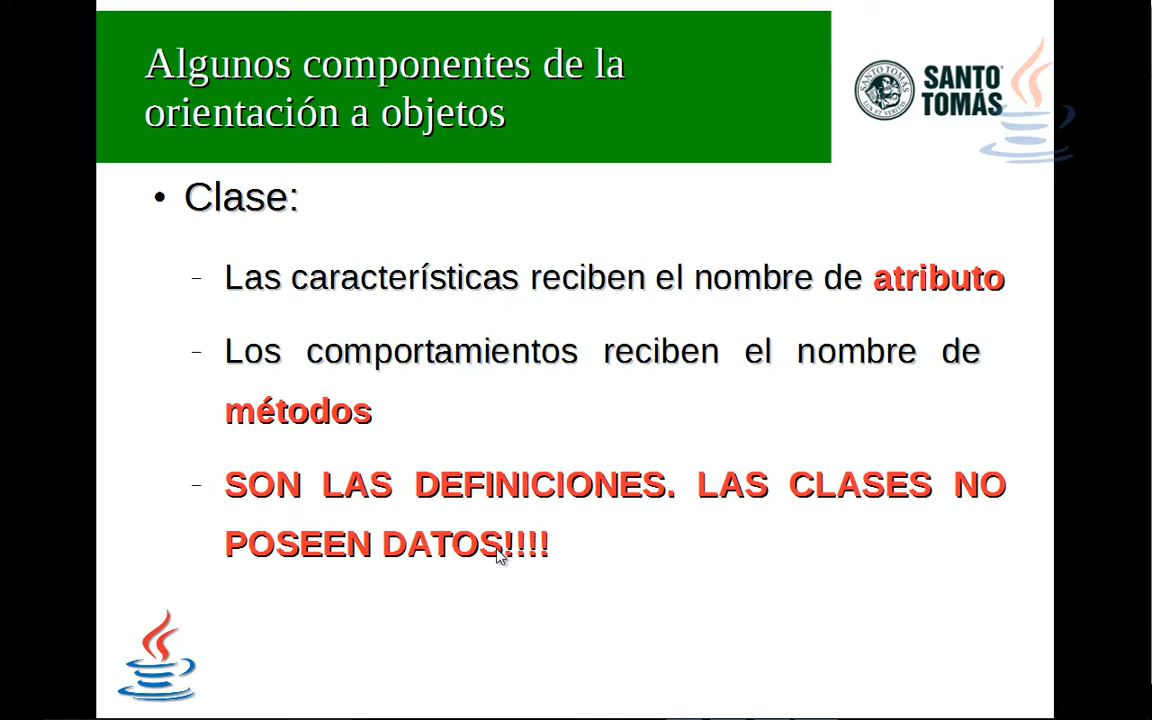 Algunos componentes de la
orientación a objetos
SANTO
TOMÁS
• Clase:
– Las características reciben el nombre de atributo
– Los comportamientos reciben el nombre de
métodos
– SON LAS DEFINICIONES. LAS CLASES NO
POSEEN DATOS!!!!